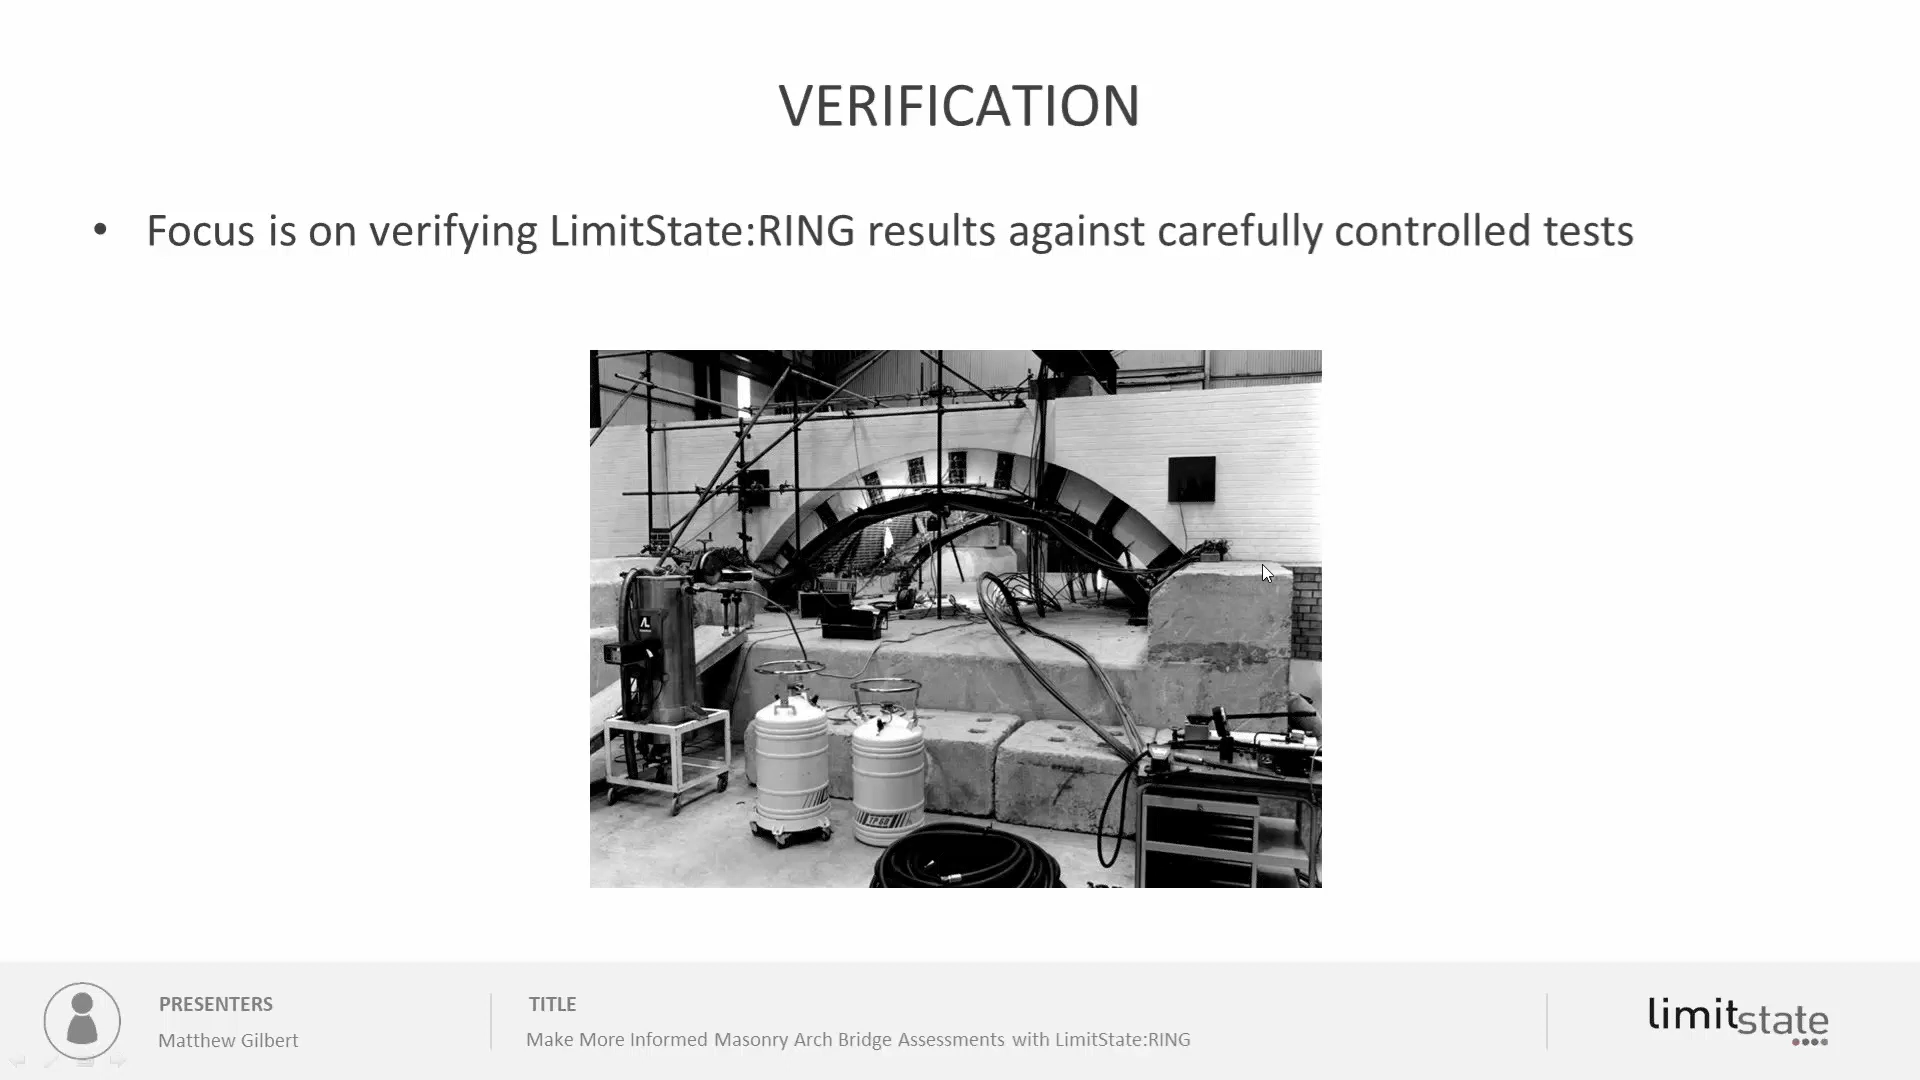 VERIFICATION
• Focus is on verifying LimitState:RING results against carefully controlled tests
TP60
PRESENTERS
Matthew Gilbert
TITLE
Make More Informed Masonry Arch Bridge Assessments with LimitState:RING
limitstate